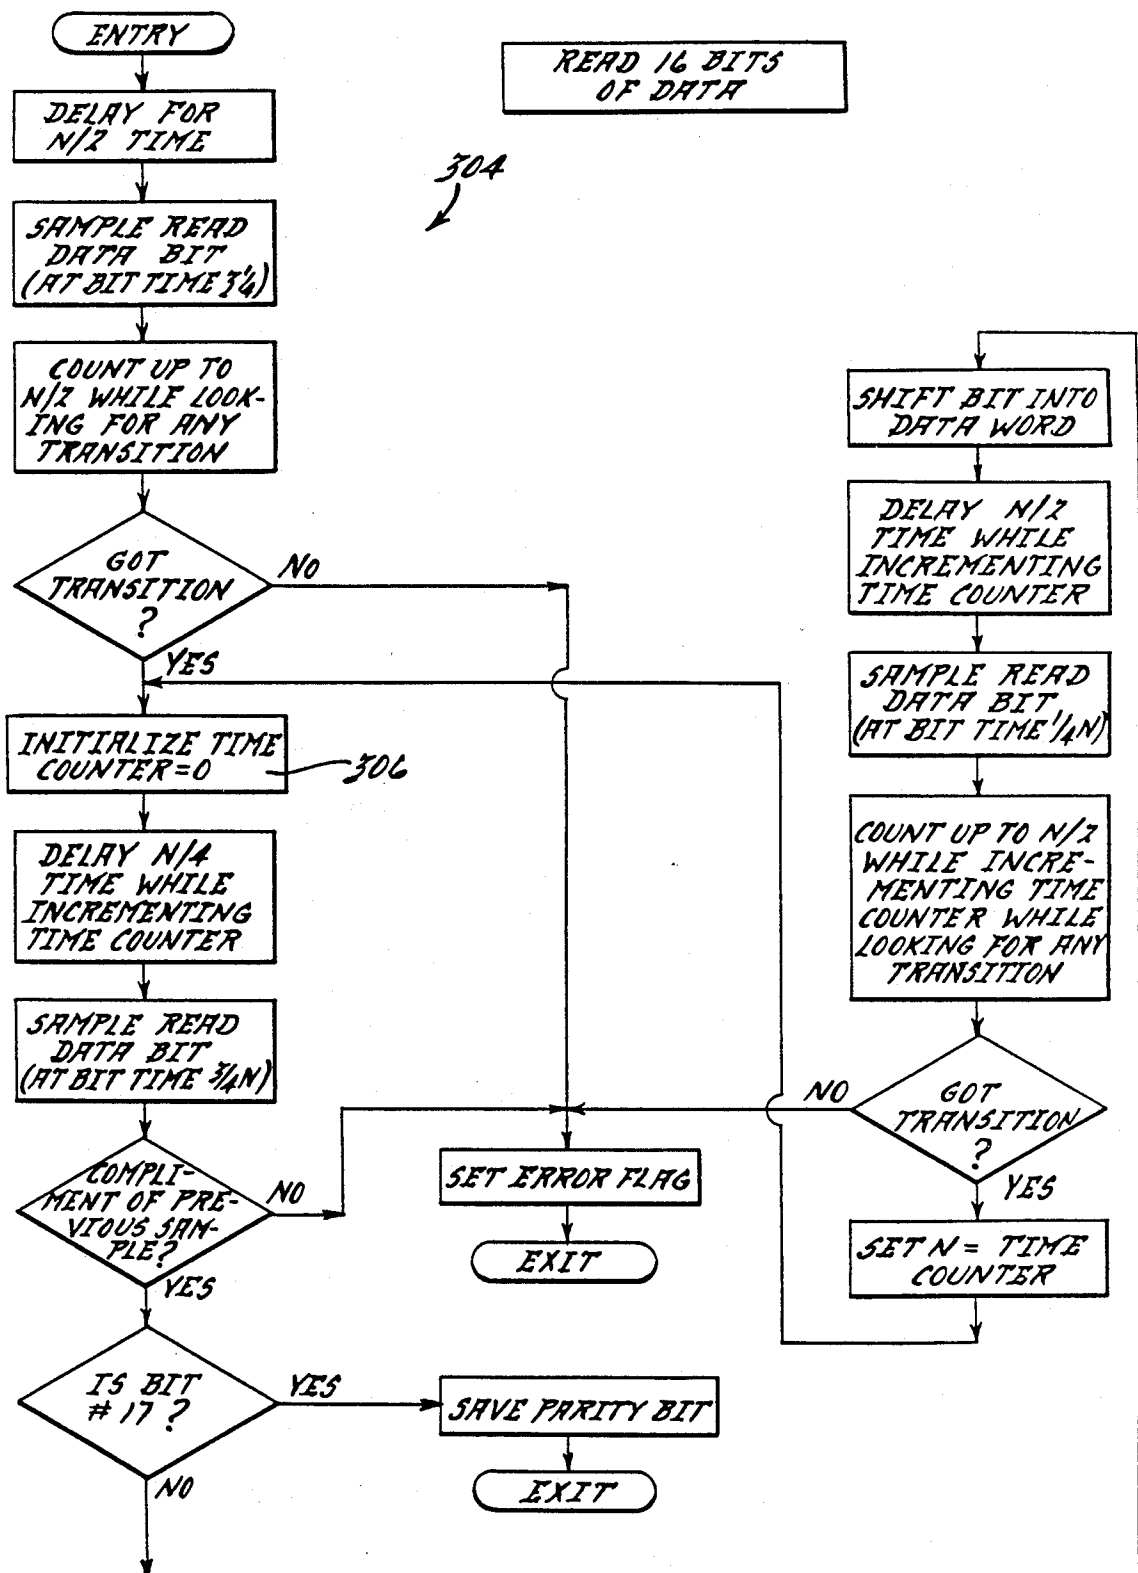 ENTRY
READ 16 BITS
OF DATA
DELAY FOR
N/2 TIME
304
SAMPLE READ
DATA BIT
(AT BIT TIME 3/4)
COUNT UP TO
N/2 WHILE LOOK-
ING FOR ANY
TRANSITION
GOT
TRANSITION
?
NO
YES
INITIALIZE TIME
COUNTER=0
306
DELAY N/4
TIME WHILE
INCREMENTING
TIME COUNTER
SAMPLE READ
DATA BIT
(AT BIT TIME 3/4N)
COMPLI-
MENT OF PRE-
VIOUS SAM-
PLE?
NO
YES
IS BIT
# 17 ?
YES
NO
SET ERROR FLAG
EXIT
SAVE PARITY BIT
EXIT
SHIFT BIT INTO
DATA WORD
DELAY N/2
TIME WHILE
INCREMENTING
TIME COUNTER
SAMPLE READ
DATA BIT
(AT BIT TIME 1/4N)
COUNT UP TO N/2
WHILE INCRE-
MENTING TIME
COUNTER WHILE
LOOKING FOR ANY
TRANSITION
GOT
TRANSITION
?
NO
YES
SET N = TIME
COUNTER